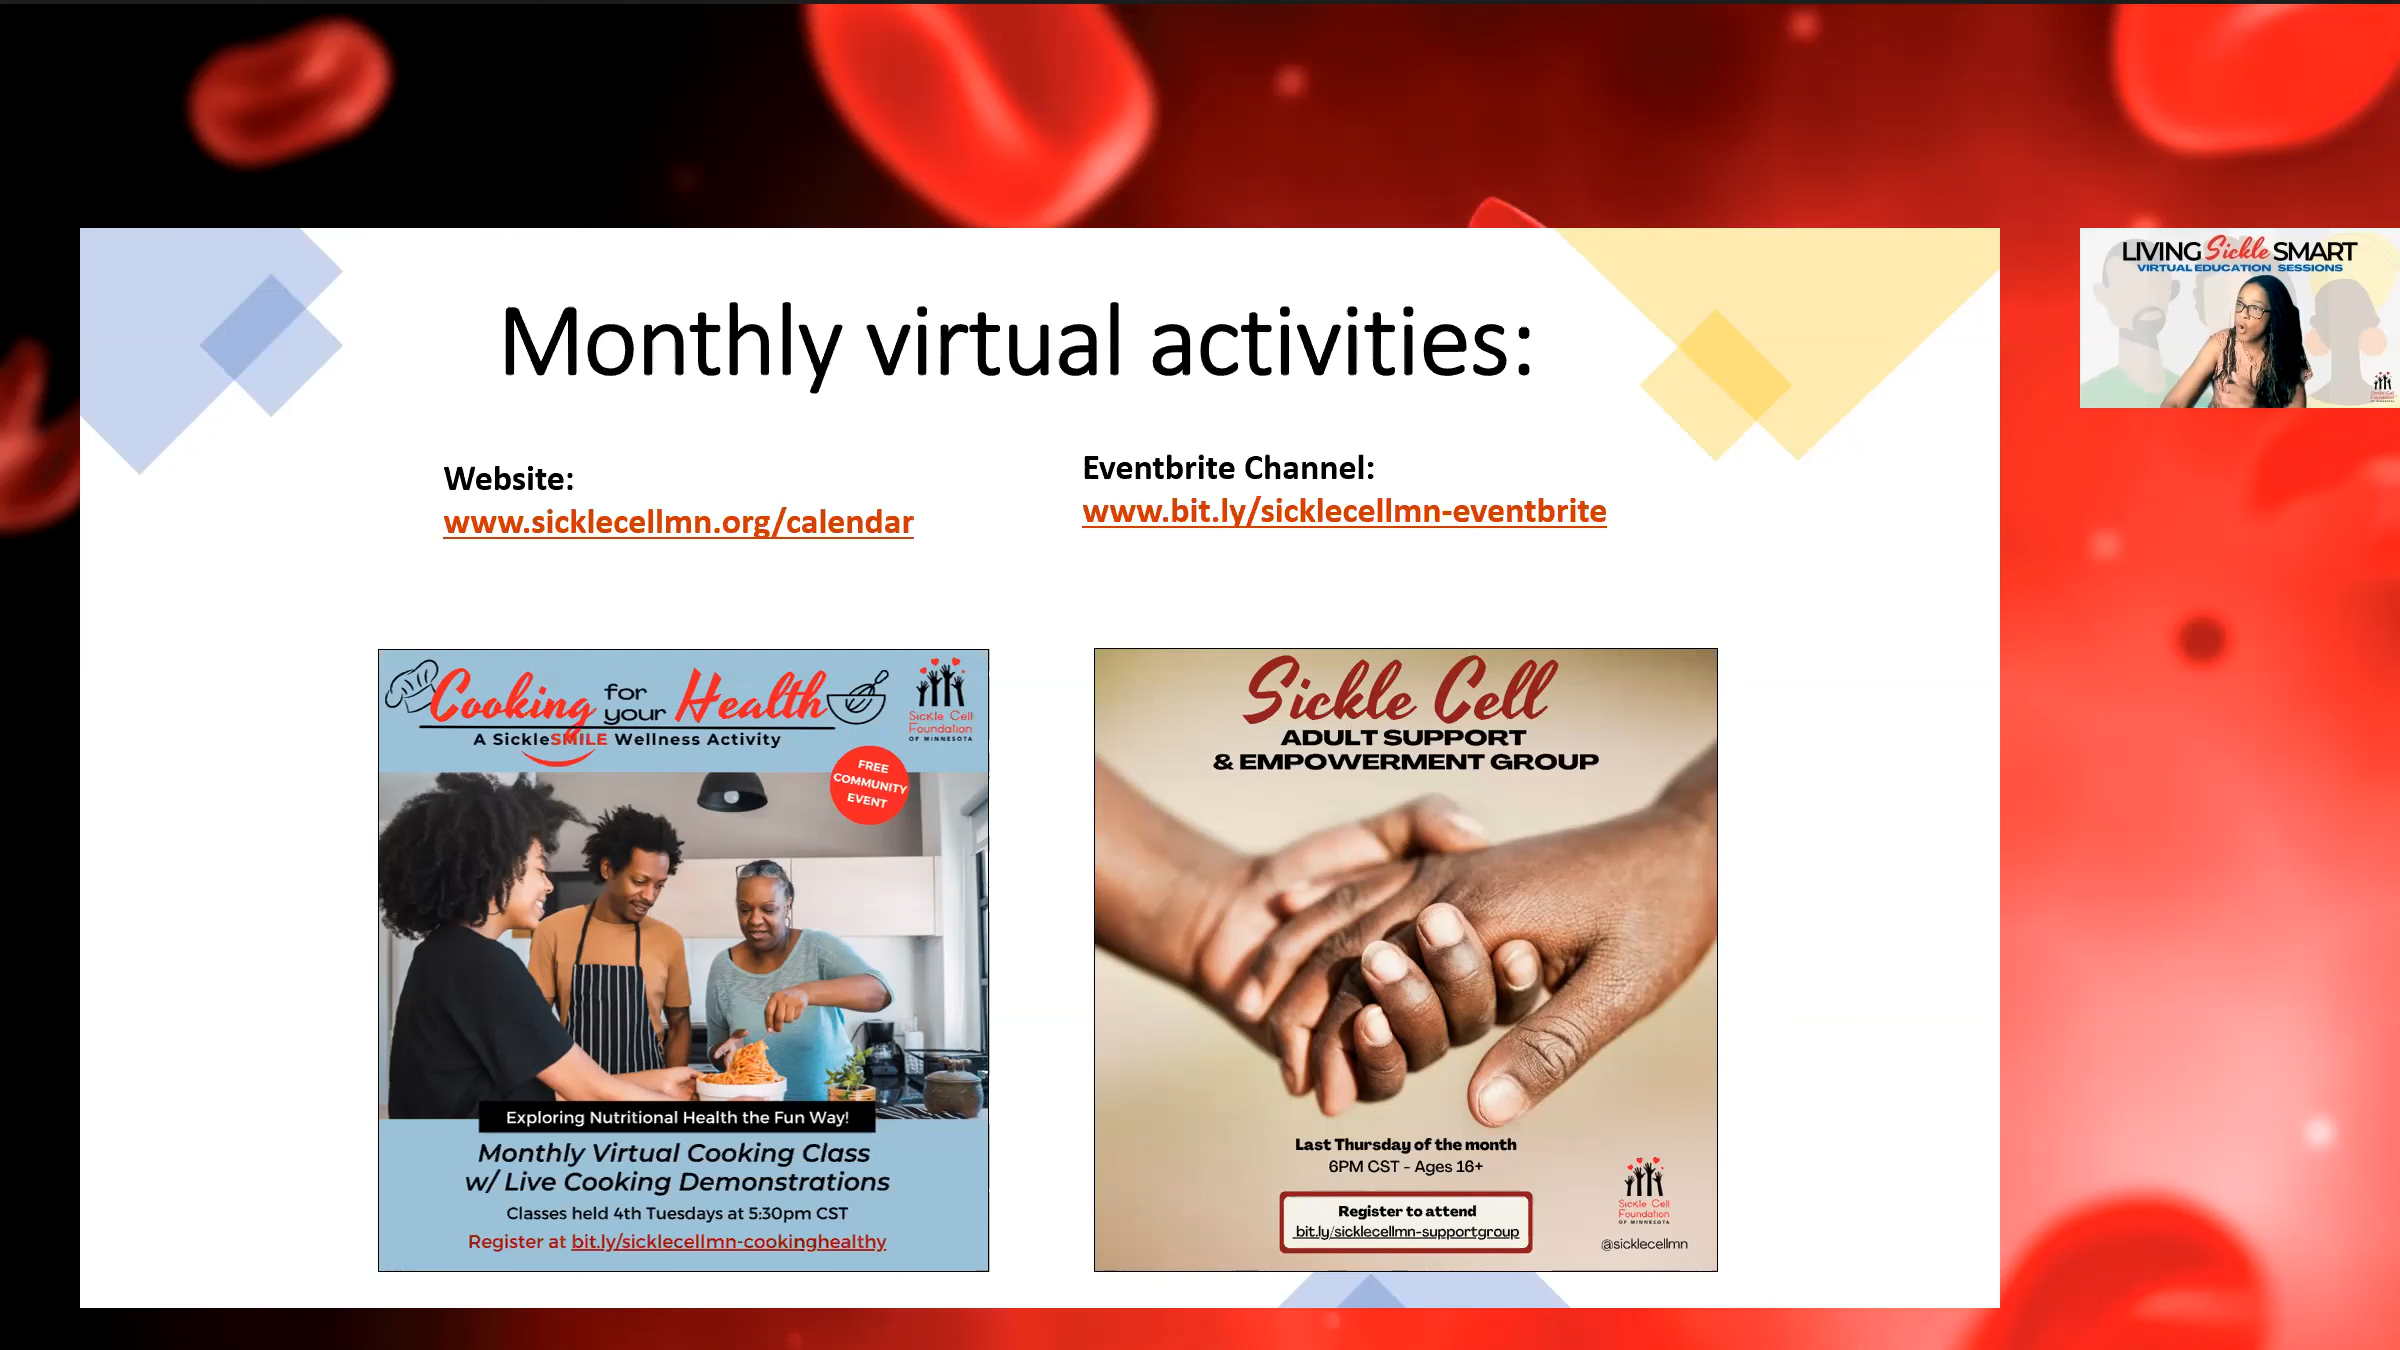 LIVING Sickle SMART
VIRTUAL EDUCATION SESSIONS
Monthly virtual activities:
Website:
www.sicklecellmn.org/calendar
Eventbrite Channel:
www.bit.ly/sicklecellmn-eventbrite
Cooking for your Health
A SickleSMILE Wellness Activity
Sickle Cell
Foundation
OF MINNESOTA
FREE
COMMUNITY
EVENT
Exploring Nutritional Health the Fun Way!
Monthly Virtual Cooking Class
w/ Live Cooking Demonstrations
Classes held 4th Tuesdays at 5:30pm CST
Register at bit.ly/sicklecellmn-cookinghealthy
Sickle Cell
ADULT SUPPORT
& EMPOWERMENT GROUP
Last Thursday of the month
6PM CST - Ages 16+
Register to attend
bit.ly/sicklecellmn-supportgroup
Sickle Cell
Foundation
OF MINNESOTA
@sicklecellmn